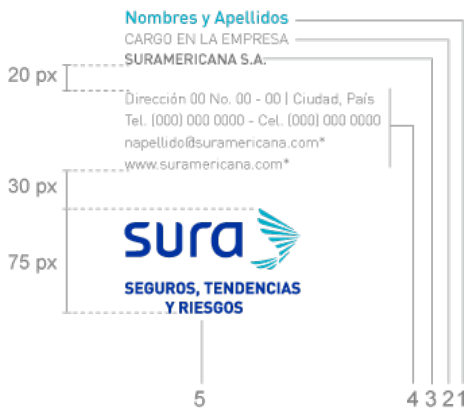 Nombres y Apellidos
CARGO EN LA EMPRESA
SURAMERICANA S.A.
20 px
Dirección 00 No. 00 - 00 | Ciudad, País
Tel. (000) 000 0000 - Cel. (000) 000 0000
napellido@suramericana.com*
www.suramericana.com*
30 px
75 px
sura
SEGUROS, TENDENCIAS
Y RIESGOS
5 4 3 2 1